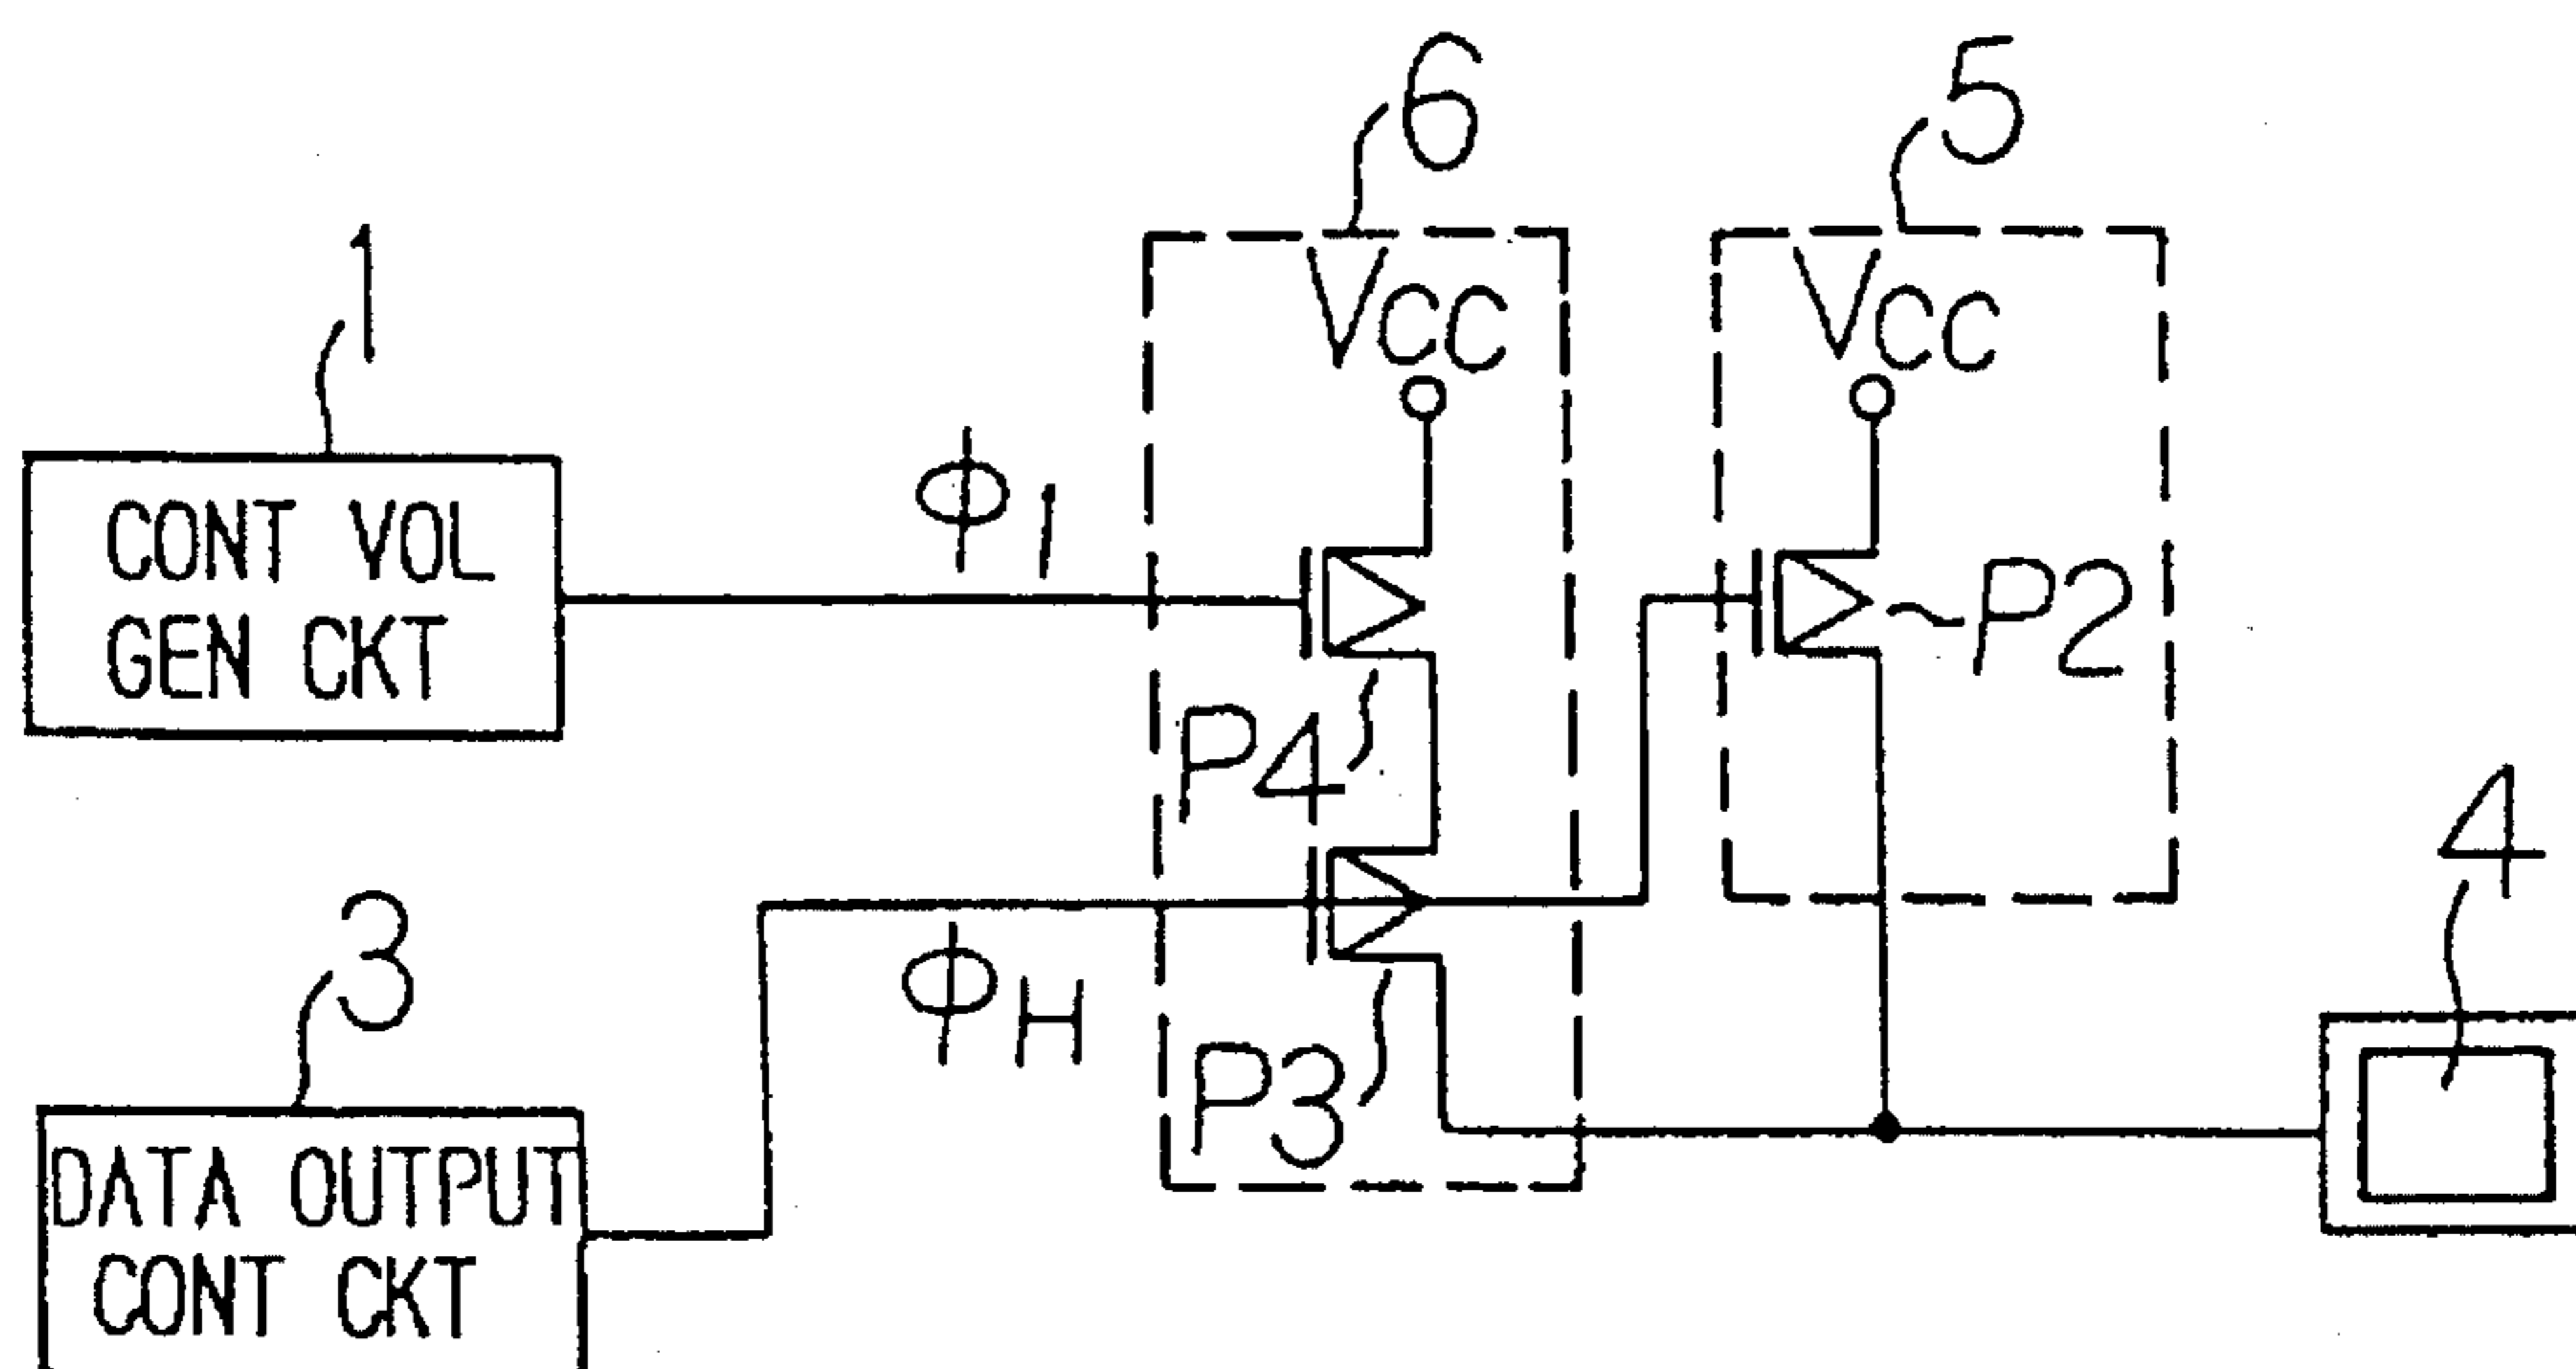 6
5
1
VCC
VCC
CONT VOL
GEN CKT
Φ1
P2
P4
4
3
ΦH
P3
DATA OUTPUT
CONT CKT